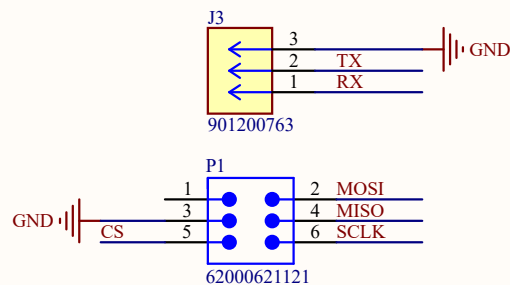 J3
3 GND
2 TX
1 RX
901200763
P1
1 2 MOSI
GND 3 4 MISO
CS 5 6 SCLK
62000621121